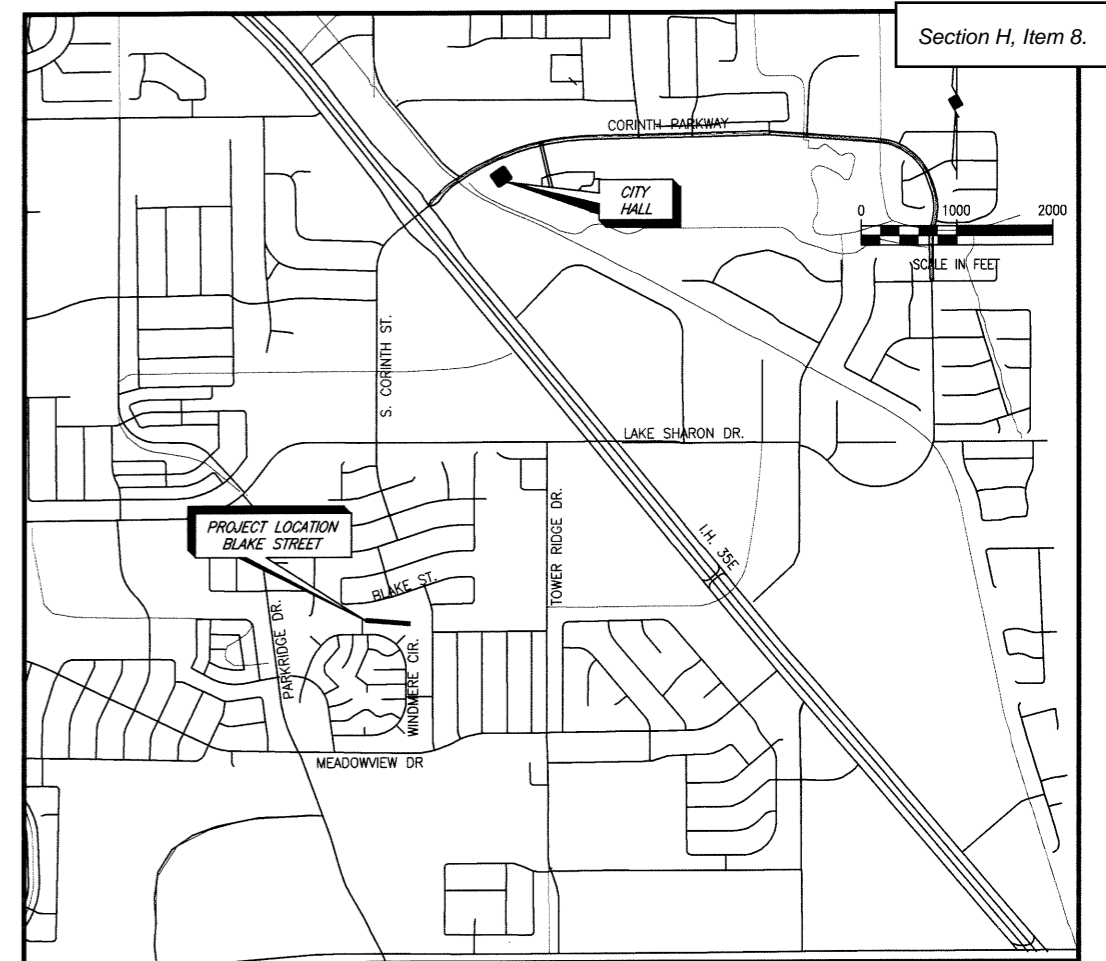 Section H, Item 8.
CORINTH PARKWAY
CITY
HALL
0 1000 2000
SCALE IN FEET
S. CORINTH ST.
LAKE SHARON DR.
PROJECT LOCATION
BLAKE STREET
TOWER RIDGE DR.
I.H. 35E
BLAKE ST.
PARKRIDGE DR.
WINDMERE CIR.
MEADOWVIEW DR